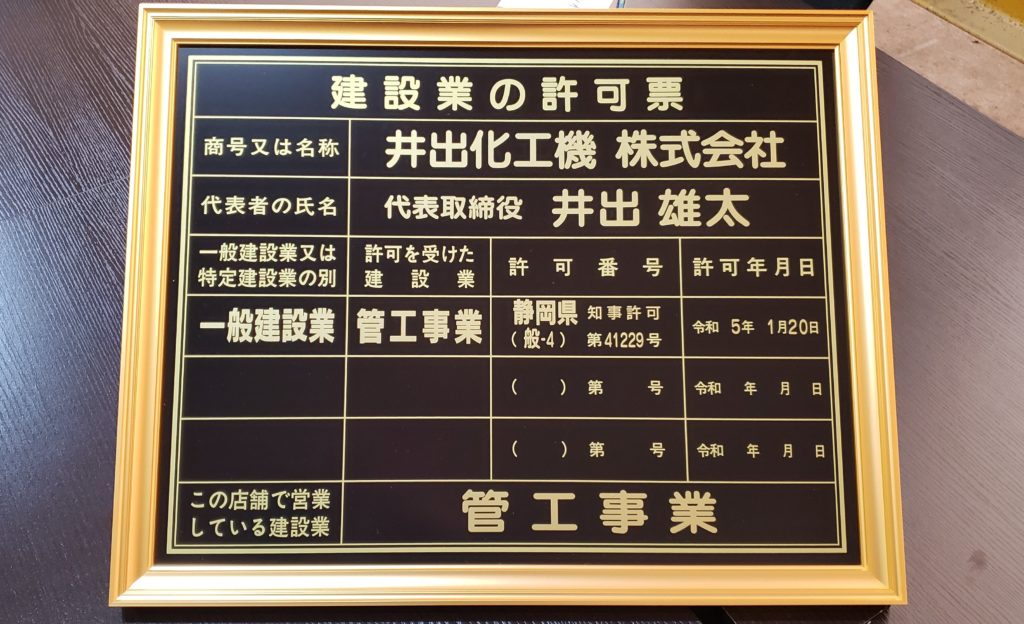 建設業の許可票
商号又は名称 井出化工機 株式会社
代表者の氏名 代表取締役 井出 雄太
一般建設業又は
特定建設業の別
許可を受けた
建設業
許可番号
許可年月日
一般建設業
管工事業
静岡県 知事許可
(般-4) 第41229号
令和 5年 1月20日
( ) 第 号
令和 年 月 日
( ) 第 号
令和 年 月 日
この店舗で営業
している建設業
管工事業